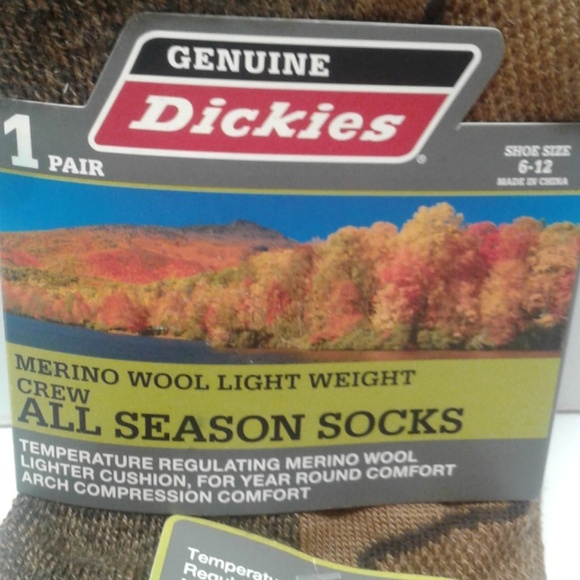 GENUINE
Dickies®
1 PAIR
SHOE SIZE
6-12
MADE IN CHINA
MERINO WOOL LIGHT WEIGHT
CREW
ALL SEASON SOCKS
TEMPERATURE REGULATING MERINO WOOL
LIGHTER CUSHION, FOR YEAR ROUND COMFORT
ARCH COMPRESSION COMFORT